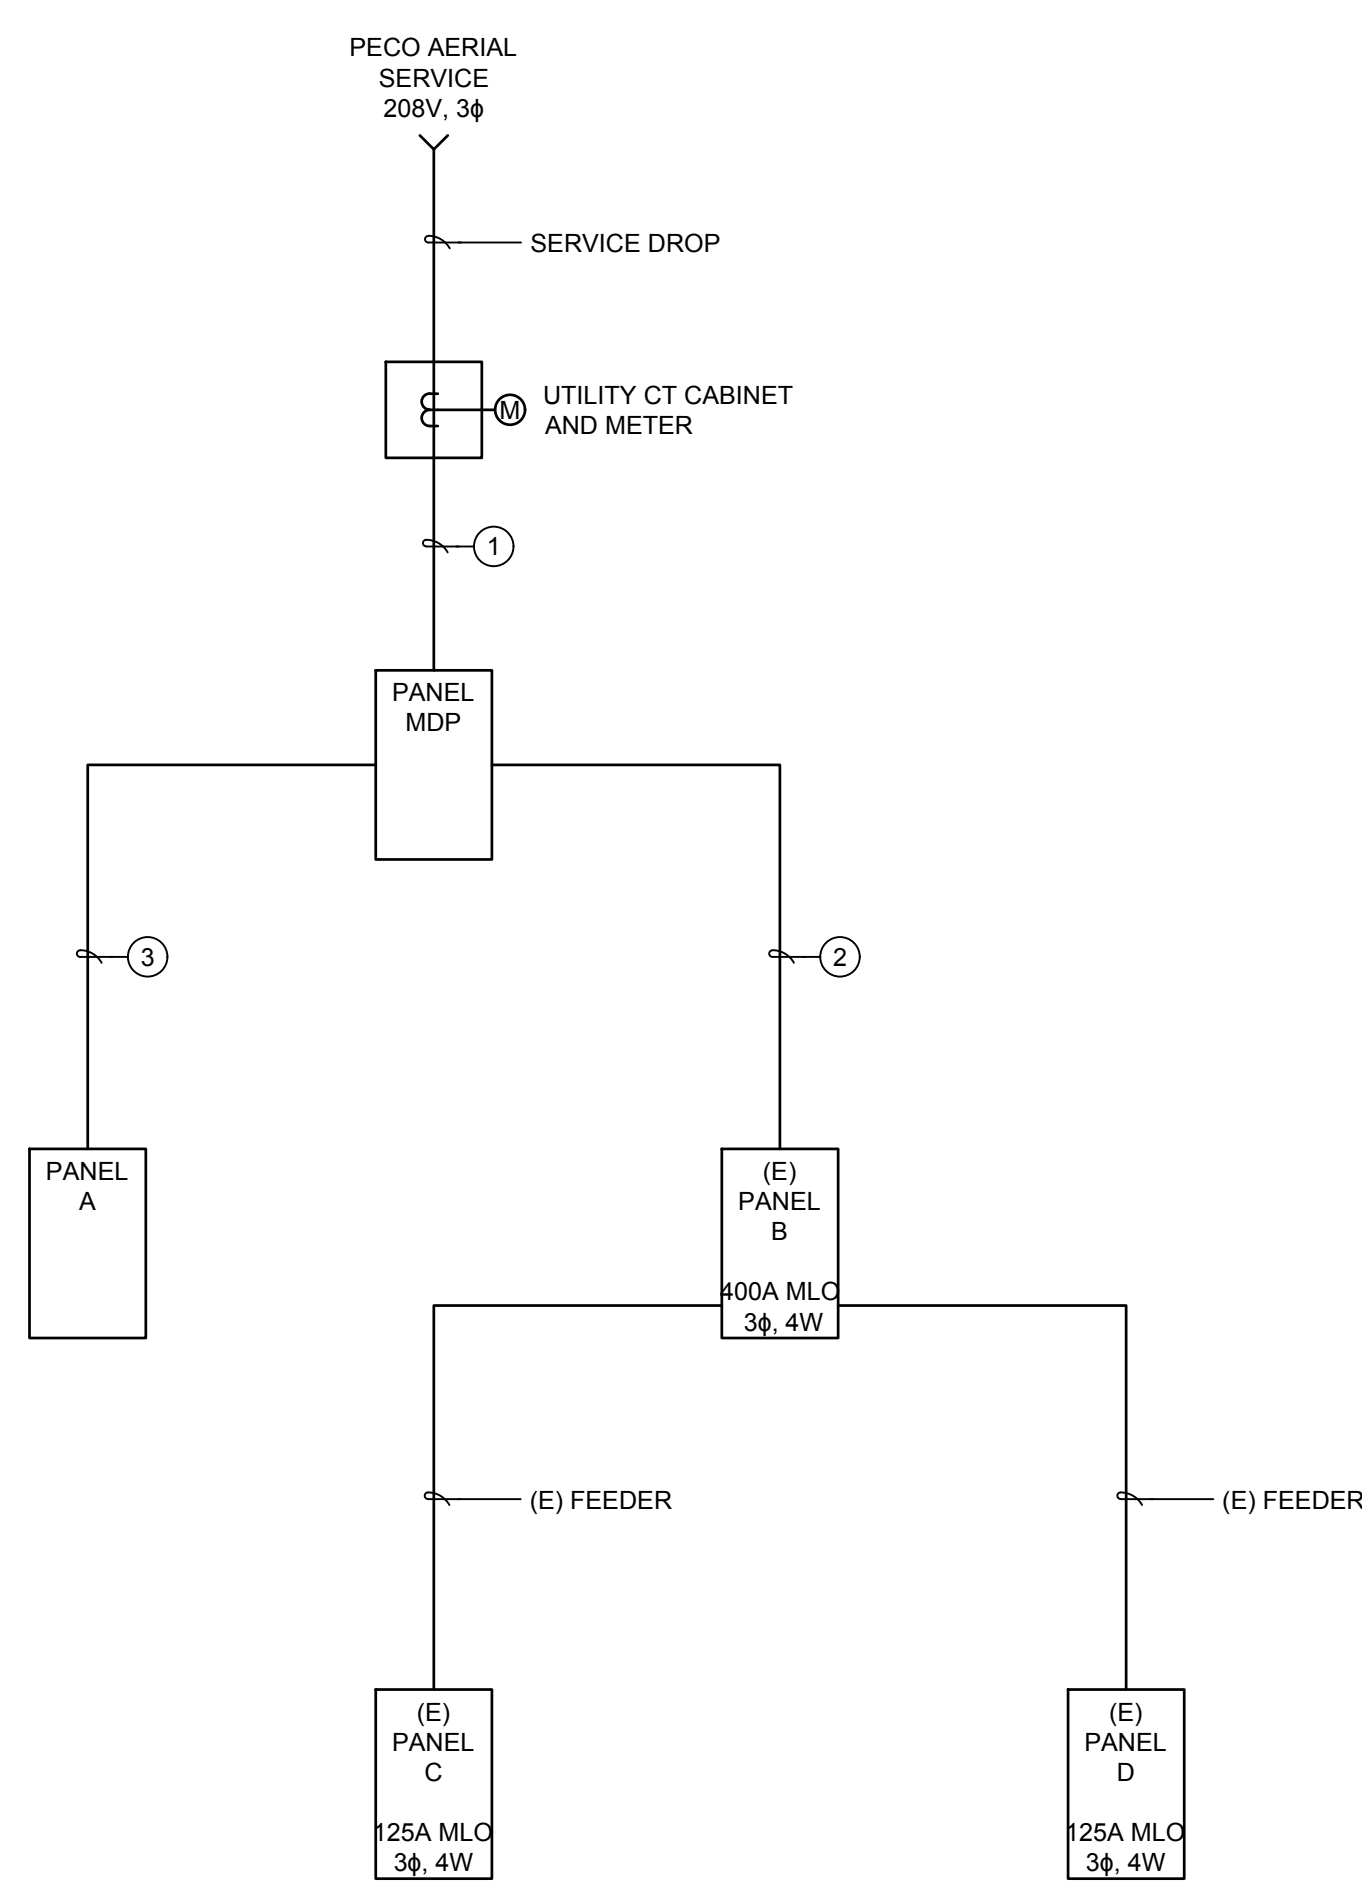 PECO AERIAL
SERVICE
208V, 3ϕ
SERVICE DROP
UTILITY CT CABINET
AND METER
M
1
PANEL
MDP
3
2
PANEL
A
(E)
PANEL
B
400A MLO
3ϕ, 4W
(E) FEEDER
(E) FEEDER
(E)
PANEL
C
125A MLO
3ϕ, 4W
(E)
PANEL
D
125A MLO
3ϕ, 4W